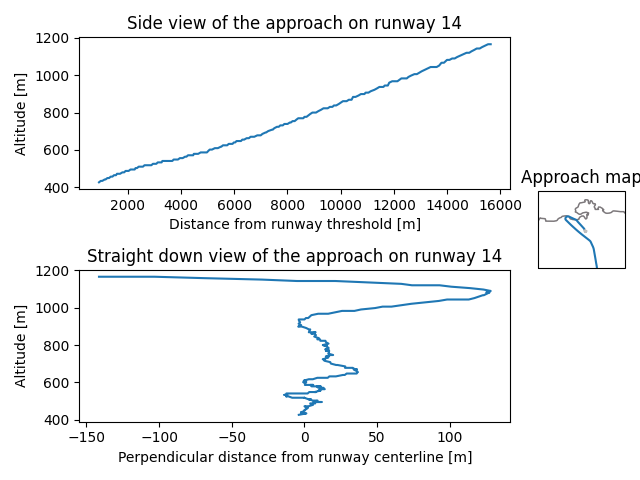 Side view of the approach on runway 14
1200
1000
800
600
400
Altitude [m]
2000 4000 6000 8000 10000 12000 14000 16000
Distance from runway threshold [m]
Approach map
Straight down view of the approach on runway 14
1200
1000
800
600
400
Altitude [m]
−150 −100 −50 0 50 100
Perpendicular distance from runway centerline [m]